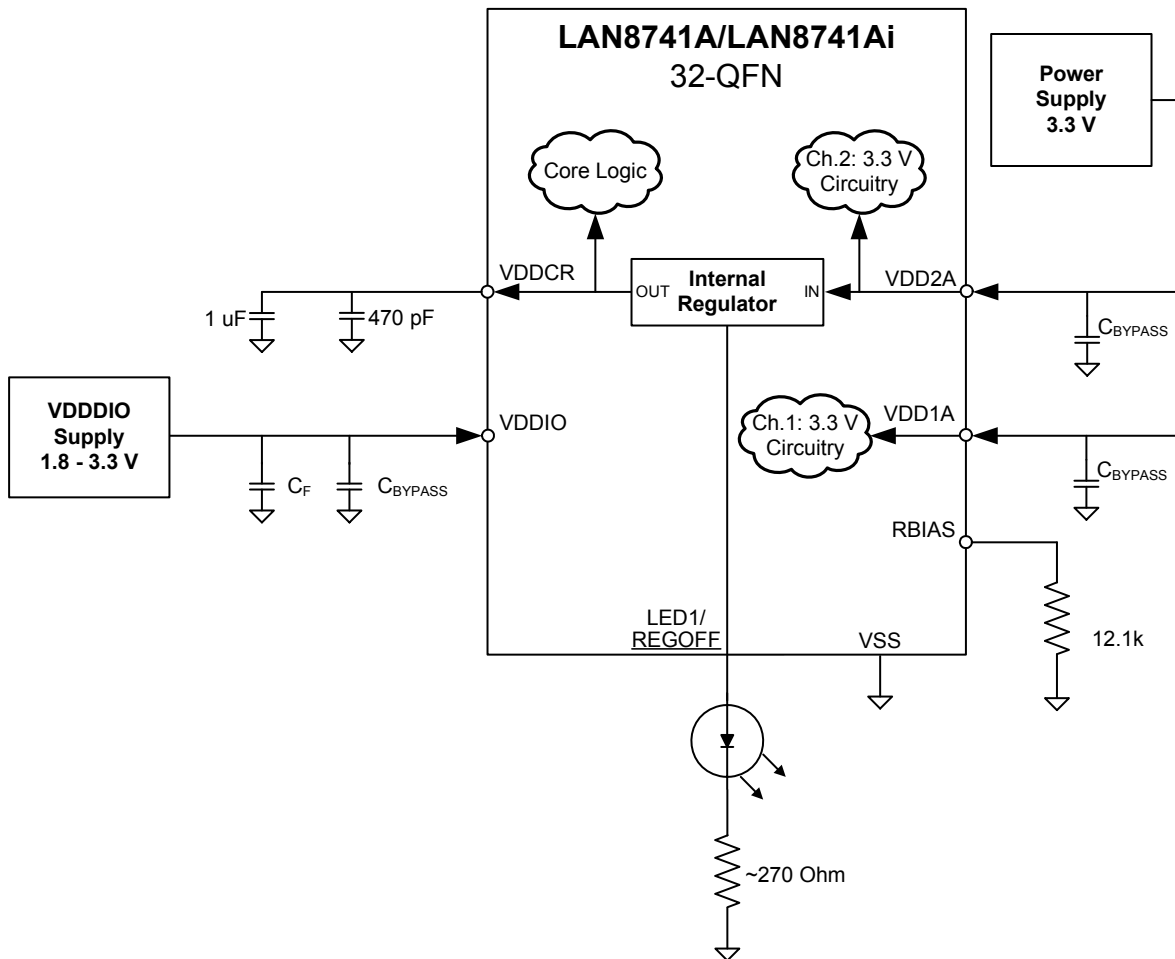 LAN8741A/LAN8741Ai
32-QFN
Power
Supply
3.3 V
Core Logic
Ch.2: 3.3 V
Circuitry
VDDCR
OUT
Internal
Regulator
IN
VDD2A
1 uF
470 pF
CBYPASS
VDDDIO
Supply
1.8 - 3.3 V
VDDIO
CF
CBYPASS
Ch.1: 3.3 V
Circuitry
VDD1A
CBYPASS
RBIAS
12.1k
LED1/
REGOFF
VSS
~270 Ohm